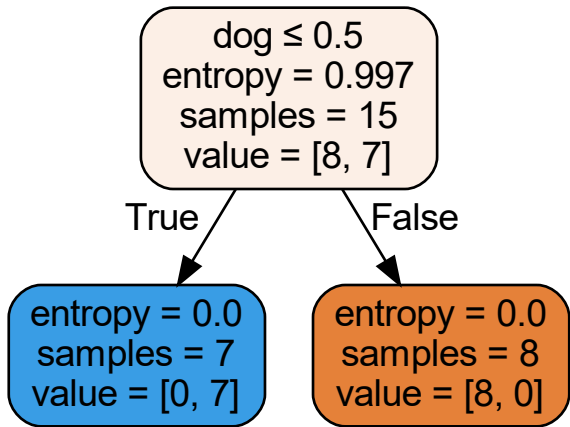 dog ≤ 0.5
entropy = 0.997
samples = 15
value = [8, 7]
True
False
entropy = 0.0
samples = 7
value = [0, 7]
entropy = 0.0
samples = 8
value = [8, 0]